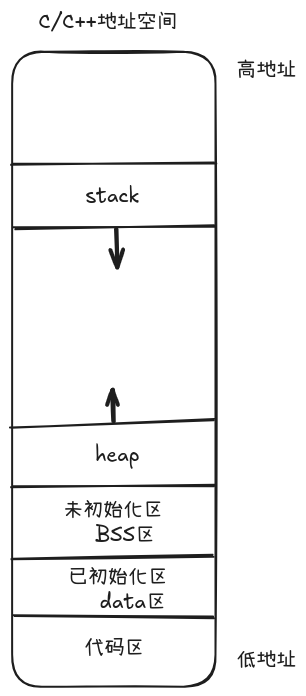 C/C++地址空间
高地址
stack
heap
未初始化区
BSS区
已初始化区
data区
代码区
低地址